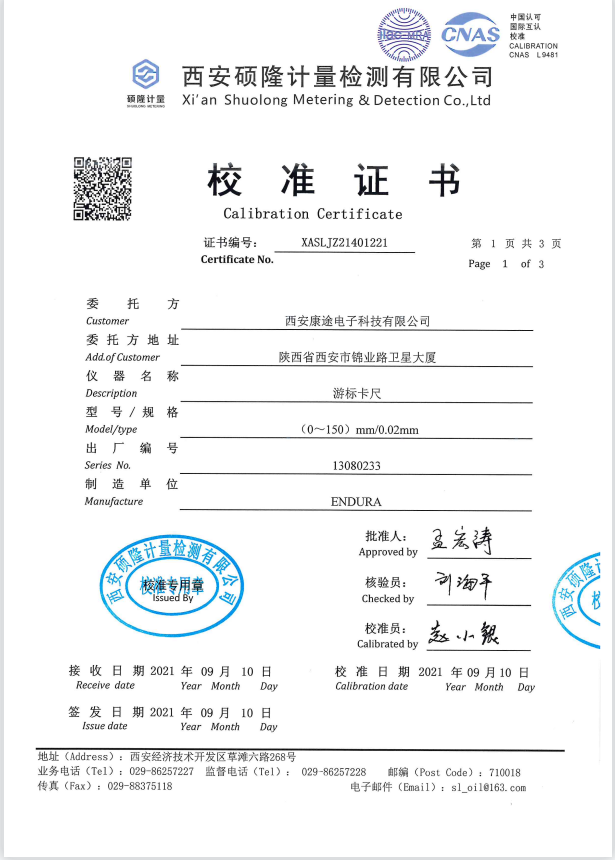 ILAC-MRA
CNAS
中国认可
国际互认
校准
CALIBRATION
CNAS L9481
硕隆计量
SHUOLONG METERING
西安硕隆计量检测有限公司
Xi'an Shuolong Metering & Detection Co.,Ltd
校准证书
Calibration Certificate
证书编号： XASLJZ21401221 第 1 页 共 3 页
Certificate No. Page 1 of 3
委托方
Customer 西安康途电子科技有限公司
委托方地址
Add.of Customer 陕西省西安市锦业路卫星大厦
仪器名称
Description 游标卡尺
型号/规格
Model/type （0～150）mm/0.02mm
出厂编号
Series No. 13080233
制造单位
Manufacture ENDURA
批准人： 孟宏涛
Approved by
核验员： 刘海平
Checked by
校准员： 赵小银
Calibrated by
西安硕隆计量检测有限公司
校准专用章
校准专用章
Issued By
西安硕隆计
校
接收日期 2021 年 09 月 10 日 校准日期 2021 年 09 月 10 日
Receive date Year Month Day Calibration date Year Month Day
签发日期 2021 年 09 月 10 日
Issue date Year Month Day
地址（Address）：西安经济技术开发区草滩六路268号
业务电话（Tel）：029-86257227 监督电话（Tel）： 029-86257228 邮编（Post Code）：710018
传真（Fax）：029-88375118 电子邮件（Email）：sl_oil@163.com